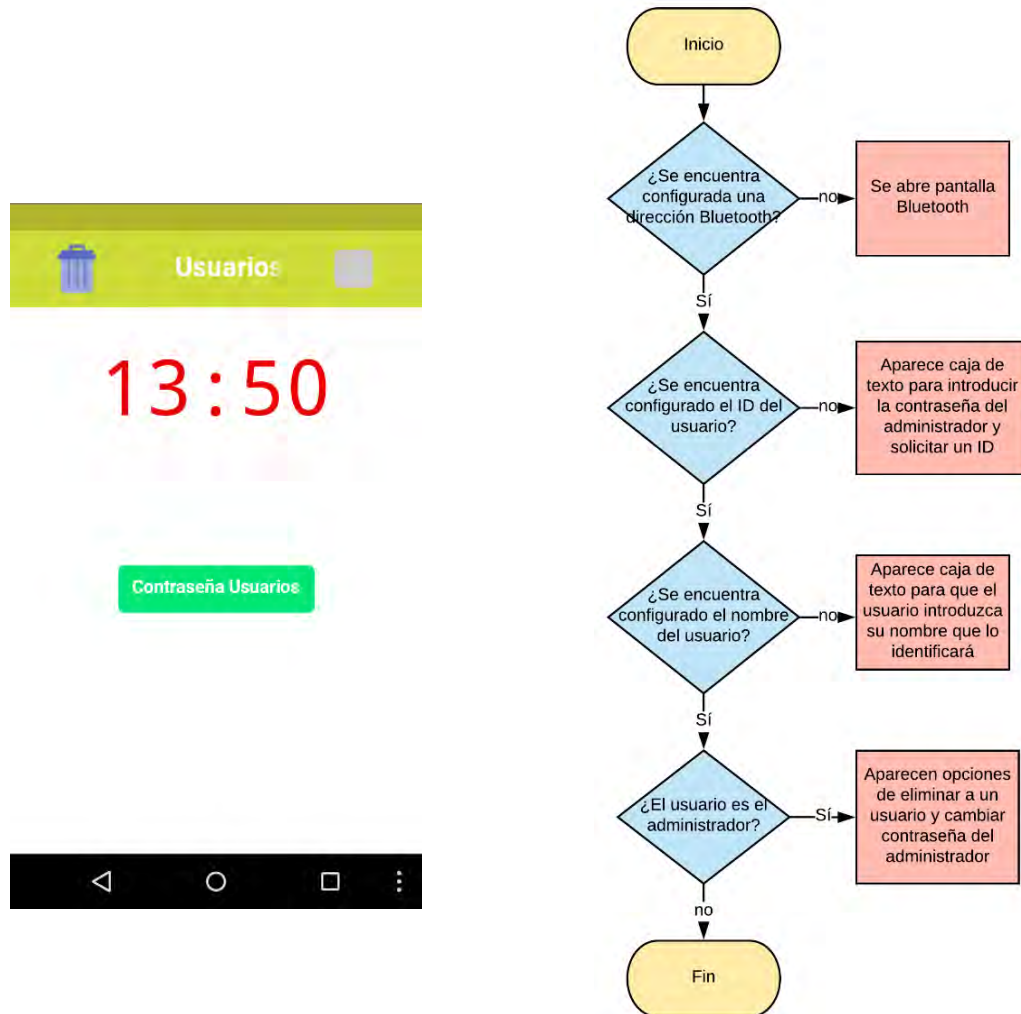 Usuarios
13:50
Contraseña Usuarios
Inicio
¿Se encuentra
configurada una
dirección Bluetooth?
no
Se abre pantalla
Bluetooth
Sí
¿Se encuentra
configurado el ID del
usuario?
no
Aparece caja de
texto para introducir
la contraseña del
administrador y
solicitar un ID
Sí
¿Se encuentra
configurado el nombre
del usuario?
no
Aparece caja de
texto para que el
usuario introduzca
su nombre que lo
identificará
Sí
¿El usuario es el
administrador?
Sí
Aparecen opciones
de eliminar a un
usuario y cambiar
contraseña del
administrador
no
Fin